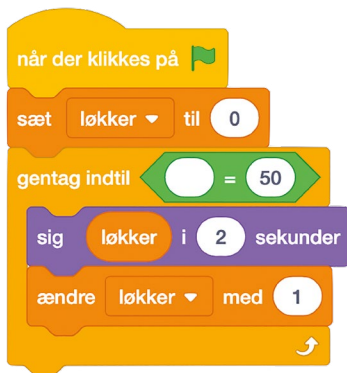 når der klikkes på
sæt løkker til 0
gentag indtil = 50
sig løkker i 2 sekunder
ændre løkker med 1